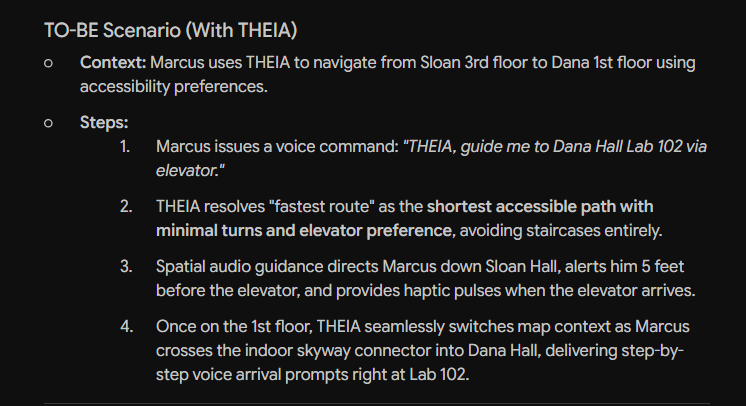 TO-BE Scenario (With THEIA)
Context: Marcus uses THEIA to navigate from Sloan 3rd floor to Dana 1st floor using
accessibility preferences.
Steps:
1. Marcus issues a voice command: "THEIA, guide me to Dana Hall Lab 102 via
elevator."
2. THEIA resolves "fastest route" as the shortest accessible path with
minimal turns and elevator preference, avoiding staircases entirely.
3. Spatial audio guidance directs Marcus down Sloan Hall, alerts him 5 feet
before the elevator, and provides haptic pulses when the elevator arrives.
4. Once on the 1st floor, THEIA seamlessly switches map context as Marcus
crosses the indoor skyway connector into Dana Hall, delivering step-by-
step voice arrival prompts right at Lab 102.